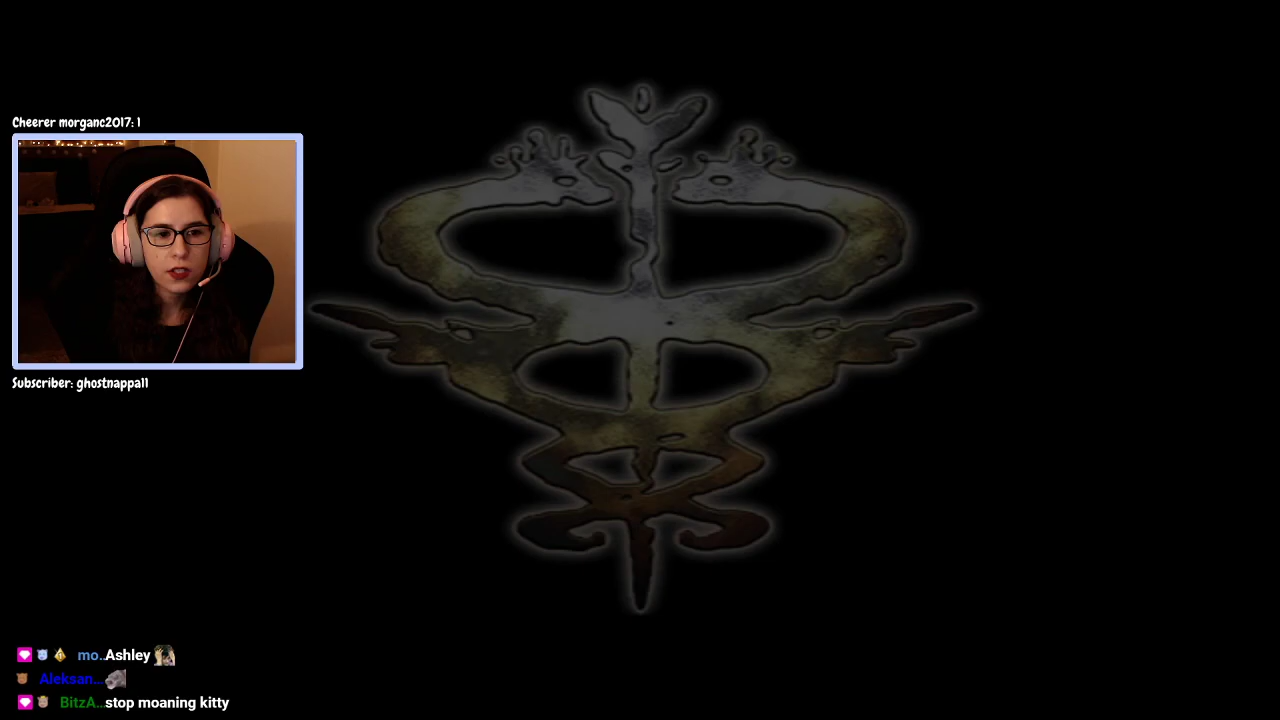 Cheerer morganc2017: 1
Subscriber: ghostnappa11
mo..Ashley
Aleksan...
BitzA..stop moaning kitty